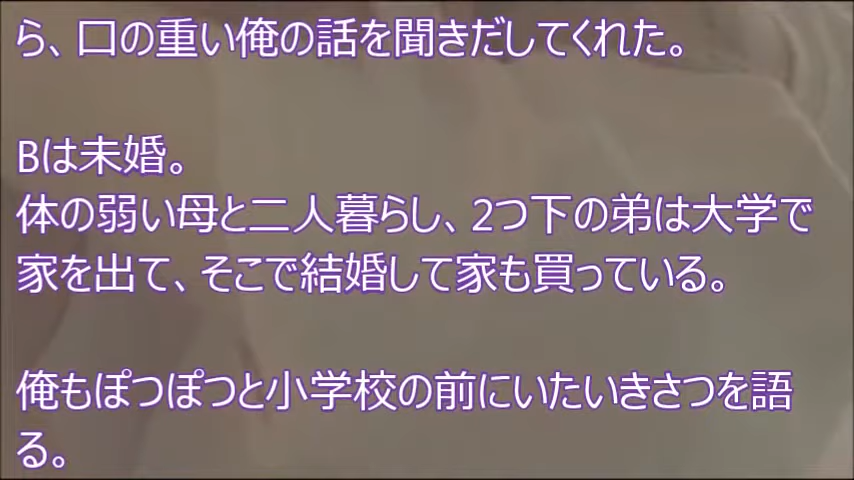 ら、口の重い俺の話を聞きだしてくれた。
Bは未婚。
体の弱い母と二人暮らし、2つ下の弟は大学で
家を出て、そこで結婚して家も買っている。
俺もぽつぽつと小学校の前にいたいきさつを語
る。